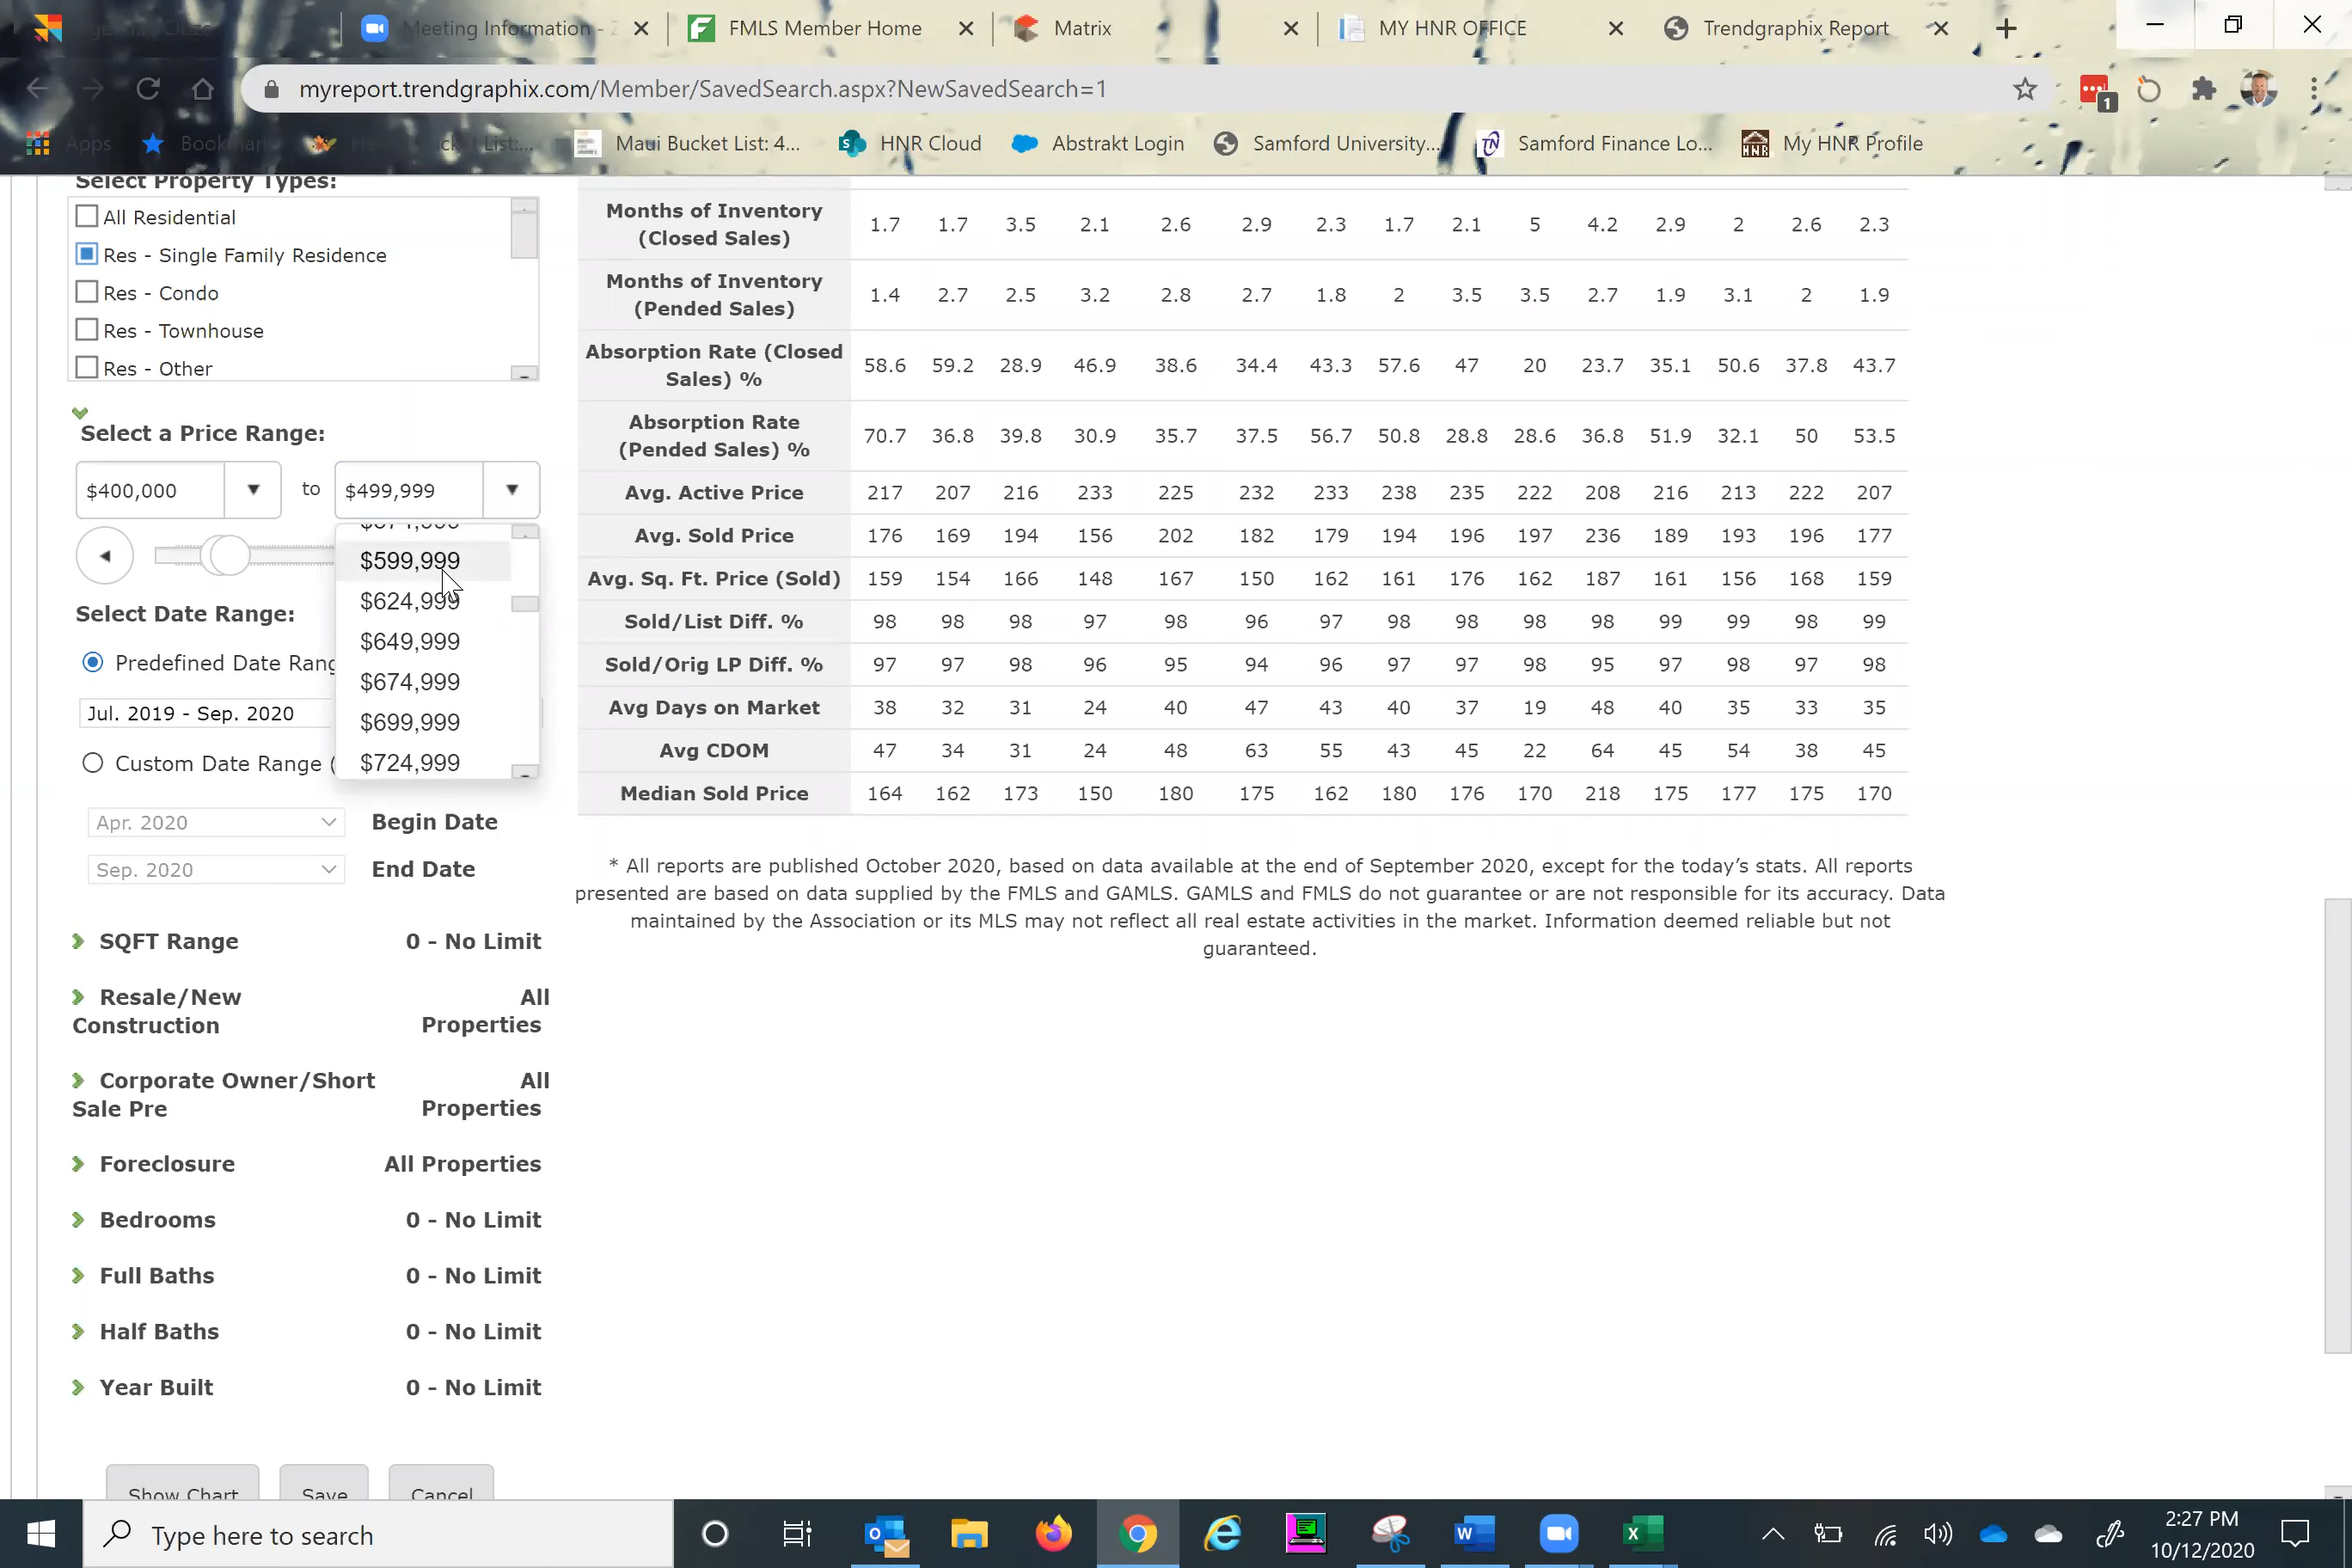 Meeting Information - Z
FMLS Member Home
Matrix
MY HNR OFFICE
Trendgraphix Report
myreport.trendgraphix.com/Member/SavedSearch.aspx?NewSavedSearch=1
1
Apps
Maui Bucket List: 4...
HNR Cloud
Abstrakt Login
Samford University...
Samford Finance Lo...
My HNR Profile
Select Property Types:
All Residential
Res - Single Family Residence
Res - Condo
Res - Townhouse
Res - Other
Select a Price Range:
$400,000 to $499,999
$599,999
$624,999
$649,999
$674,999
$699,999
$724,999
Select Date Range:
Predefined Date Rang
Jul. 2019 - Sep. 2020
Custom Date Range (
Apr. 2020 Begin Date
Sep. 2020 End Date
SQFT Range 0 - No Limit
Resale/New Construction All Properties
Corporate Owner/Short Sale Pre All Properties
Foreclosure All Properties
Bedrooms 0 - No Limit
Full Baths 0 - No Limit
Half Baths 0 - No Limit
Year Built 0 - No Limit
Show Chart Save Cancel
Months of Inventory (Closed Sales) 1.7 1.7 3.5 2.1 2.6 2.9 2.3 1.7 2.1 5 4.2 2.9 2 2.6 2.3
Months of Inventory (Pended Sales) 1.4 2.7 2.5 3.2 2.8 2.7 1.8 2 3.5 3.5 2.7 1.9 3.1 2 1.9
Absorption Rate (Closed Sales) % 58.6 59.2 28.9 46.9 38.6 34.4 43.3 57.6 47 20 23.7 35.1 50.6 37.8 43.7
Absorption Rate (Pended Sales) % 70.7 36.8 39.8 30.9 35.7 37.5 56.7 50.8 28.8 28.6 36.8 51.9 32.1 50 53.5
Avg. Active Price 217 207 216 233 225 232 233 238 235 222 208 216 213 222 207
Avg. Sold Price 176 169 194 156 202 182 179 194 196 197 236 189 193 196 177
Avg. Sq. Ft. Price (Sold) 159 154 166 148 167 150 162 161 176 162 187 161 156 168 159
Sold/List Diff. % 98 98 98 97 98 96 97 98 98 98 98 99 99 98 99
Sold/Orig LP Diff. % 97 97 98 96 95 94 96 97 97 98 95 97 98 97 98
Avg Days on Market 38 32 31 24 40 47 43 40 37 19 48 40 35 33 35
Avg CDOM 47 34 31 24 48 63 55 43 45 22 64 45 54 38 45
Median Sold Price 164 162 173 150 180 175 162 180 176 170 218 175 177 175 170
* All reports are published October 2020, based on data available at the end of September 2020, except for the today's stats. All reports
presented are based on data supplied by the FMLS and GAMLS. GAMLS and FMLS do not guarantee or are not responsible for its accuracy. Data
maintained by the Association or its MLS may not reflect all real estate activities in the market. Information deemed reliable but not
guaranteed.
Type here to search
2:27 PM
10/12/2020